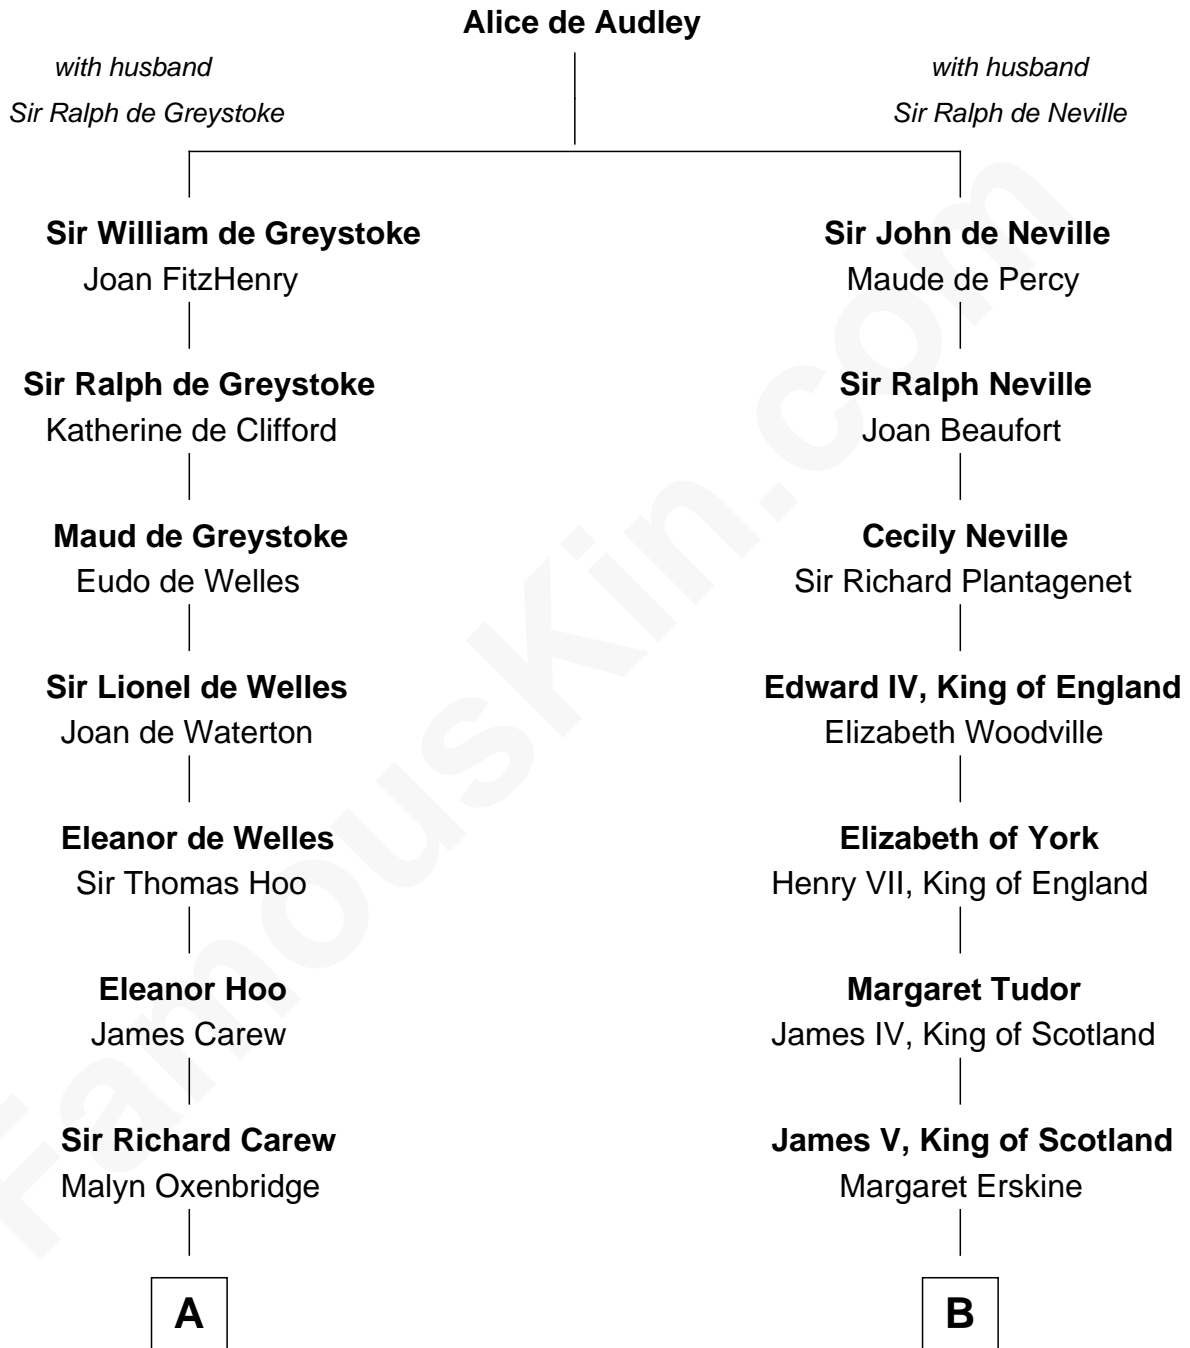 Alice de Audley
with husband
Sir Ralph de Greystoke
with husband
Sir Ralph de Neville
Sir William de Greystoke
Joan FitzHenry
Sir Ralph de Greystoke
Katherine de Clifford
Maud de Greystoke
Eudo de Welles
Sir Lionel de Welles
Joan de Waterton
Eleanor de Welles
Sir Thomas Hoo
Eleanor Hoo
James Carew
Sir Richard Carew
Malyn Oxenbridge
A
Sir John de Neville
Maude de Percy
Sir Ralph Neville
Joan Beaufort
Cecily Neville
Sir Richard Plantagenet
Edward IV, King of England
Elizabeth Woodville
Elizabeth of York
Henry VII, King of England
Margaret Tudor
James IV, King of Scotland
James V, King of Scotland
Margaret Erskine
B
FamousKin.com